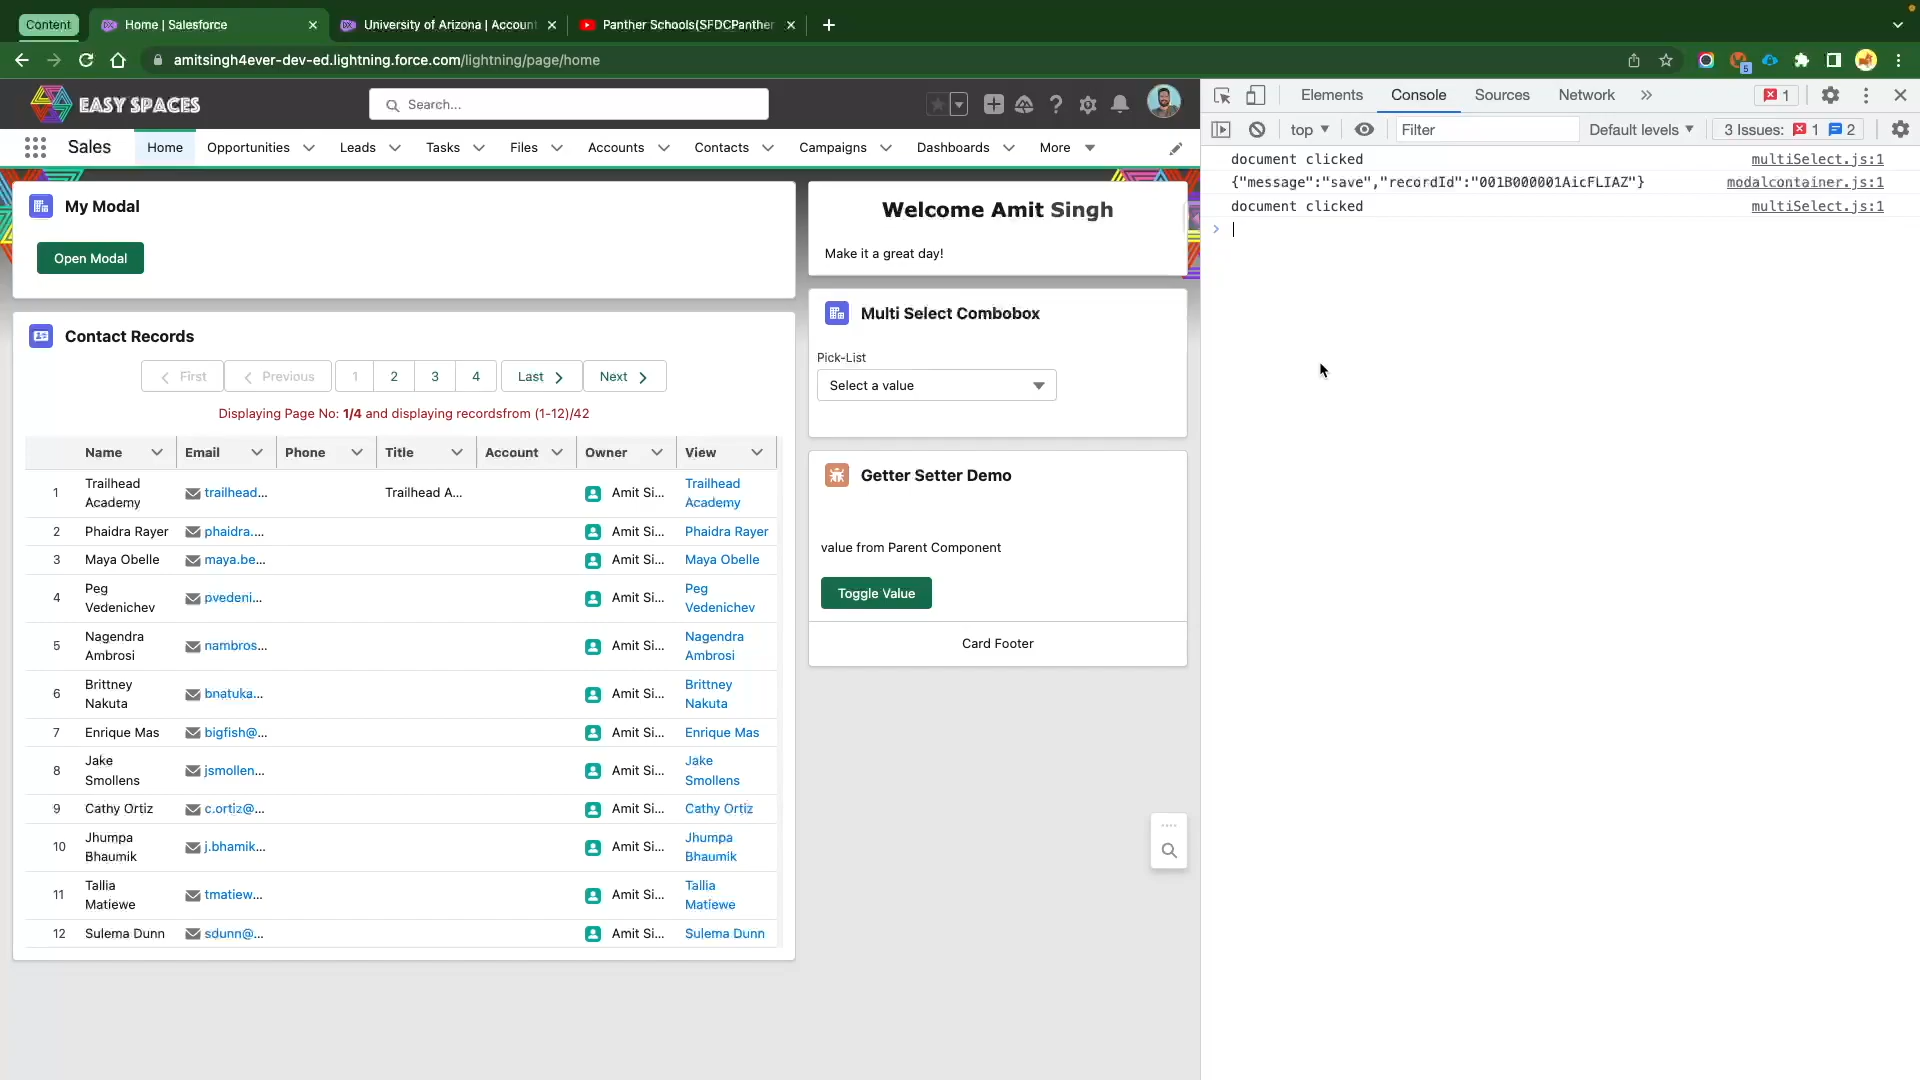 Content
Home | Salesforce
University of Arizona | Account
Panther Schools(SFDCPanther
amitsingh4ever-dev-ed.lightning.force.com/lightning/page/home
5
EASY SPACES
Search...
Sales
Home
Opportunities
Leads
Tasks
Files
Accounts
Contacts
Campaigns
Dashboards
More
My Modal
Open Modal
Contact Records
First
Previous
1
2
3
4
Last
Next
Displaying Page No: 1/4 and displaying recordsfrom (1-12)/42
Name Email Phone Title Account Owner View
1 Trailhead Academy trailhead... Trailhead A... Amit Si... Trailhead Academy
2 Phaidra Rayer phaidra.... Amit Si... Phaidra Rayer
3 Maya Obelle maya.be... Amit Si... Maya Obelle
4 Peg Vedenichev pvedeni... Amit Si... Peg Vedenichev
5 Nagendra Ambrosi nambros... Amit Si... Nagendra Ambrosi
6 Brittney Nakuta bnatuka... Amit Si... Brittney Nakuta
7 Enrique Mas bigfish@... Amit Si... Enrique Mas
8 Jake Smollens jsmollen... Amit Si... Jake Smollens
9 Cathy Ortiz c.ortiz@... Amit Si... Cathy Ortiz
10 Jhumpa Bhaumik j.bhamik... Amit Si... Jhumpa Bhaumik
11 Tallia Matiewe tmatiew... Amit Si... Tallia Matiewe
12 Sulema Dunn sdunn@... Amit Si... Sulema Dunn
Welcome Amit Singh
Make it a great day!
Multi Select Combobox
Pick-List
Select a value
Getter Setter Demo
value from Parent Component
Toggle Value
Card Footer
Elements
Console
Sources
Network
1
top
Filter
Default levels
3 Issues: 1 2
document clicked multiSelect.js:1
{"message":"save","recordId":"001B000001AicFLIAZ"} modalcontainer.js:1
document clicked multiSelect.js:1